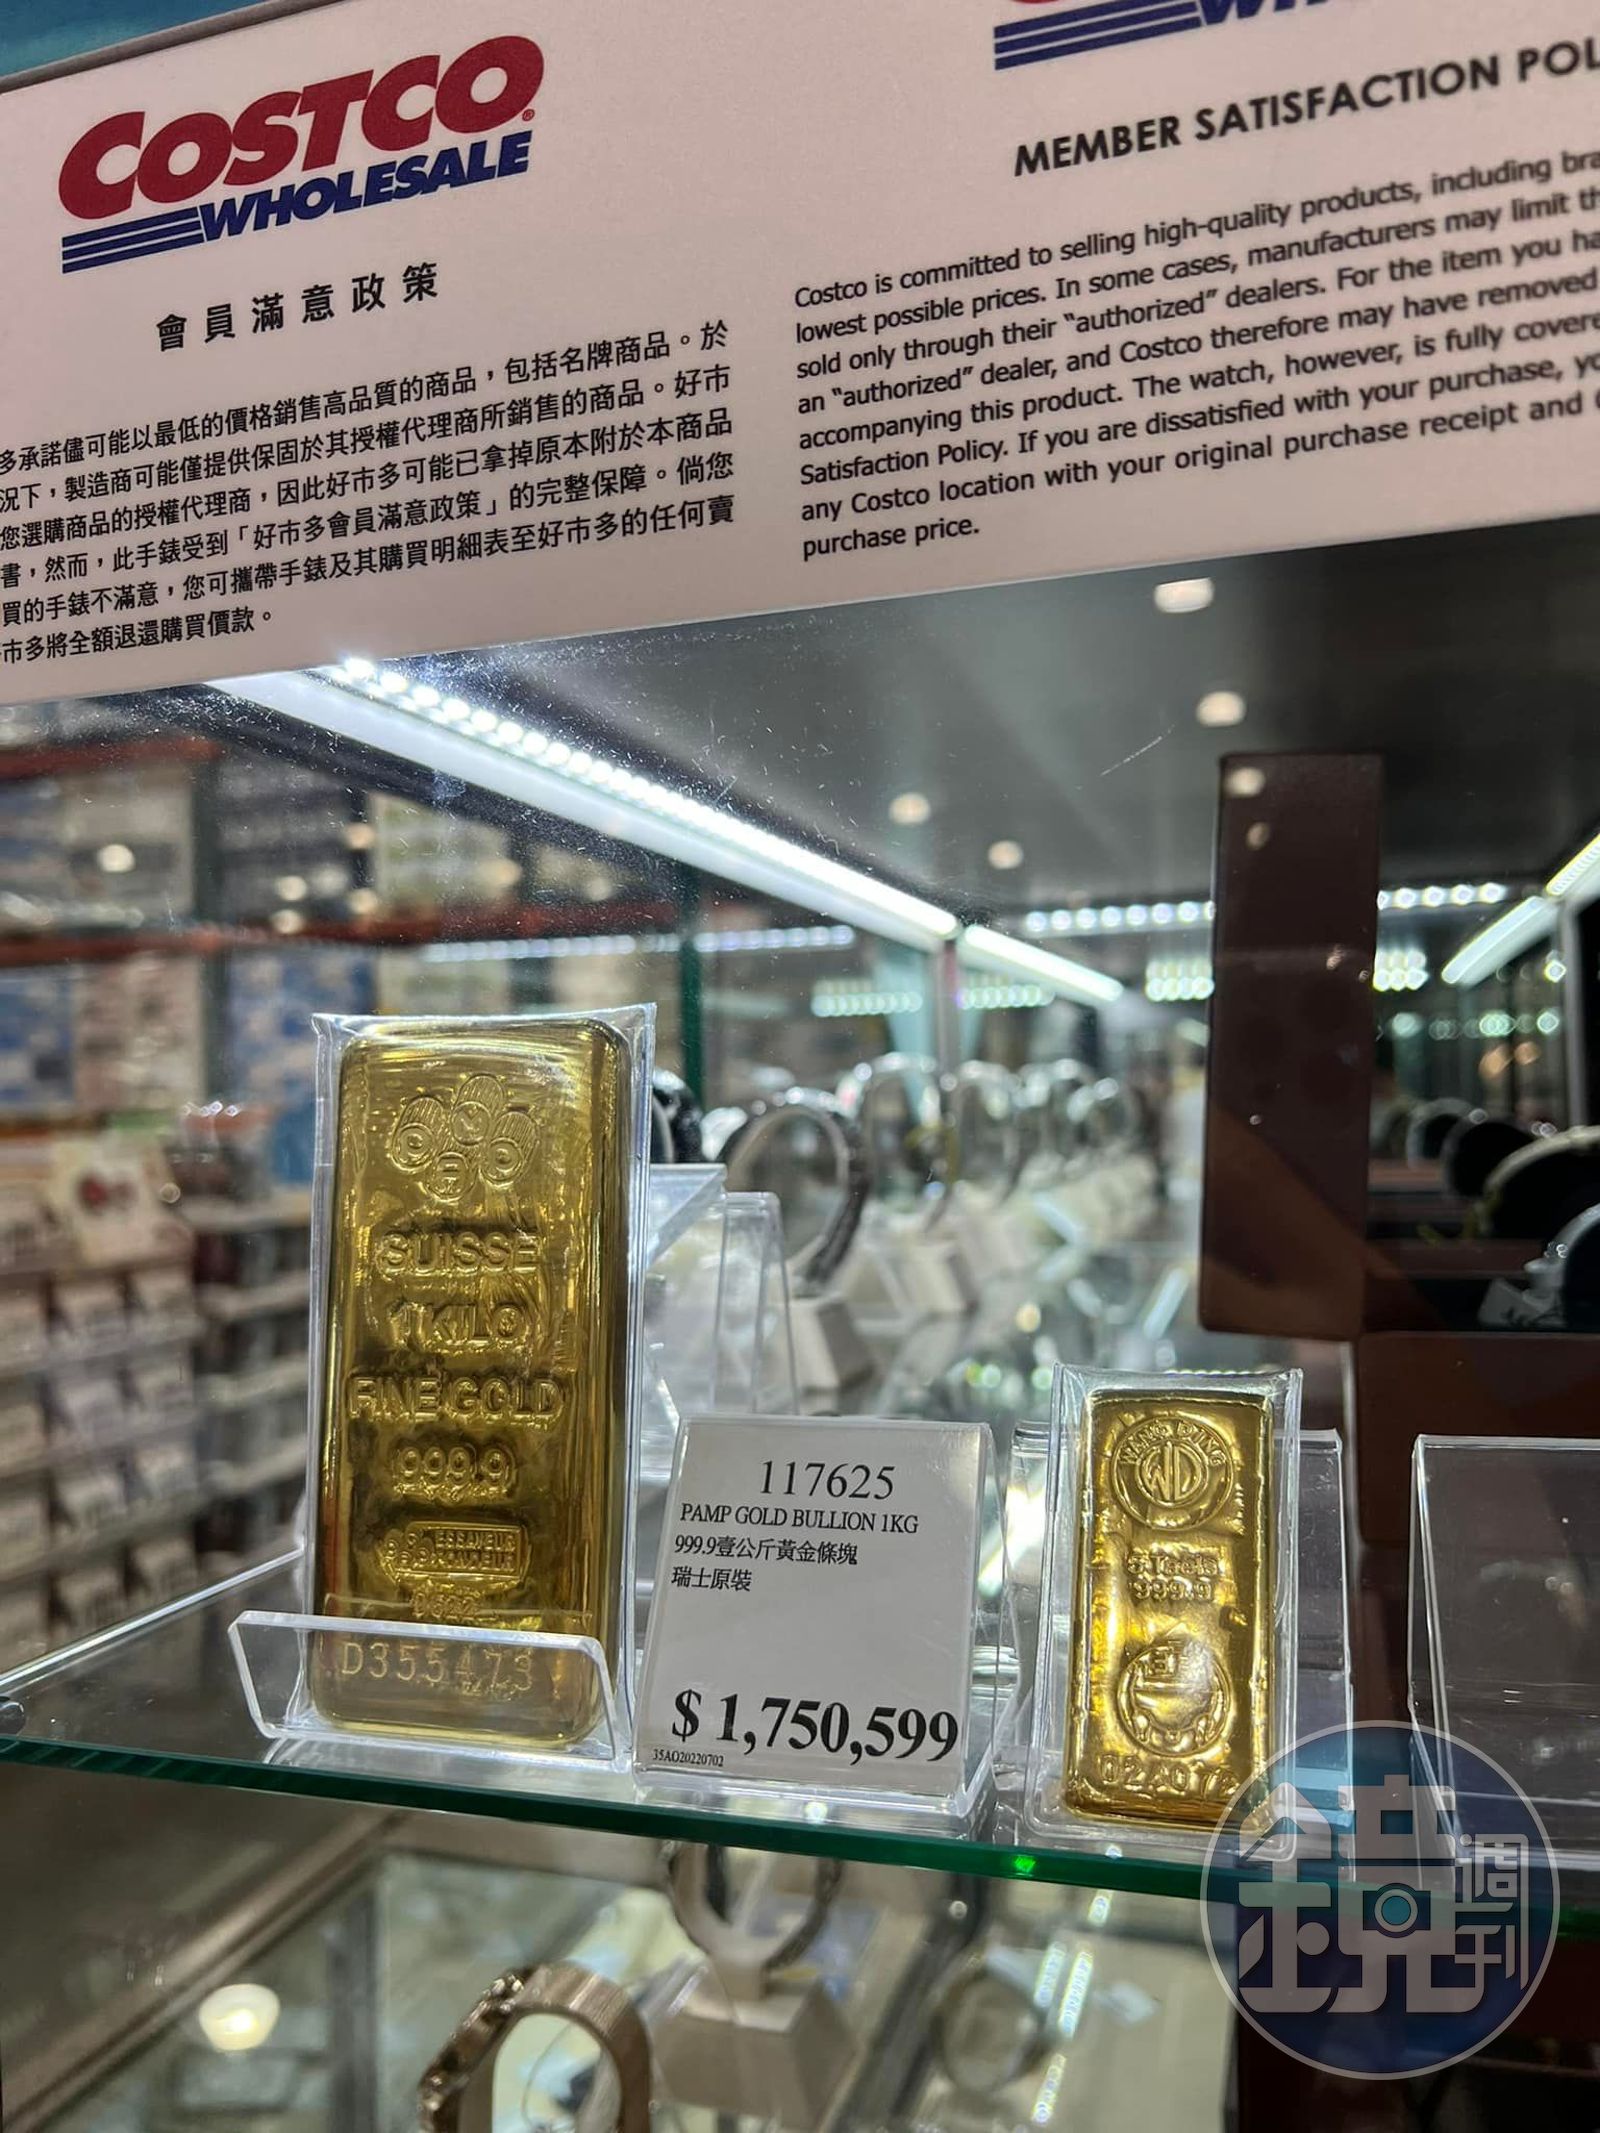 COSTCO
WHOLESALE
會員滿意政策
多承諾儘可能以最低的價格銷售高品質的商品，包括名牌商品。於
況下，製造商可能僅提供保固於其授權代理商所銷售的商品。好市
您選購商品的授權代理商，因此好市多可能已拿掉原本附於本商品
書，然而，此手錶受到「好市多會員滿意政策」的完整保障。倘您
買的手錶不滿意，您可攜帶手錶及其購買明細表至好市多的任何賣
市多將全額退還購買價款。
WHOLESALE
MEMBER SATISFACTION POL
Costco is committed to selling high-quality products, including bra
lowest possible prices. In some cases, manufacturers may limit th
sold only through their “authorized” dealers. For the item you ha
an “authorized” dealer, and Costco therefore may have removed
accompanying this product. The watch, however, is fully covere
Satisfaction Policy. If you are dissatisfied with your purchase, yo
any Costco location with your original purchase receipt and
purchase price.
PAMP
SUISSE
1 KILO
FINE GOLD
999.9
ESSAYEUR
FONDEUR
D355473
117625
PAMP GOLD BULLION 1KG
999.9壹公斤黃金條塊
瑞士原裝
$ 1,750,599
35AO20220702
WANG DING
WD
5 Taels
999.9
鏡週刊